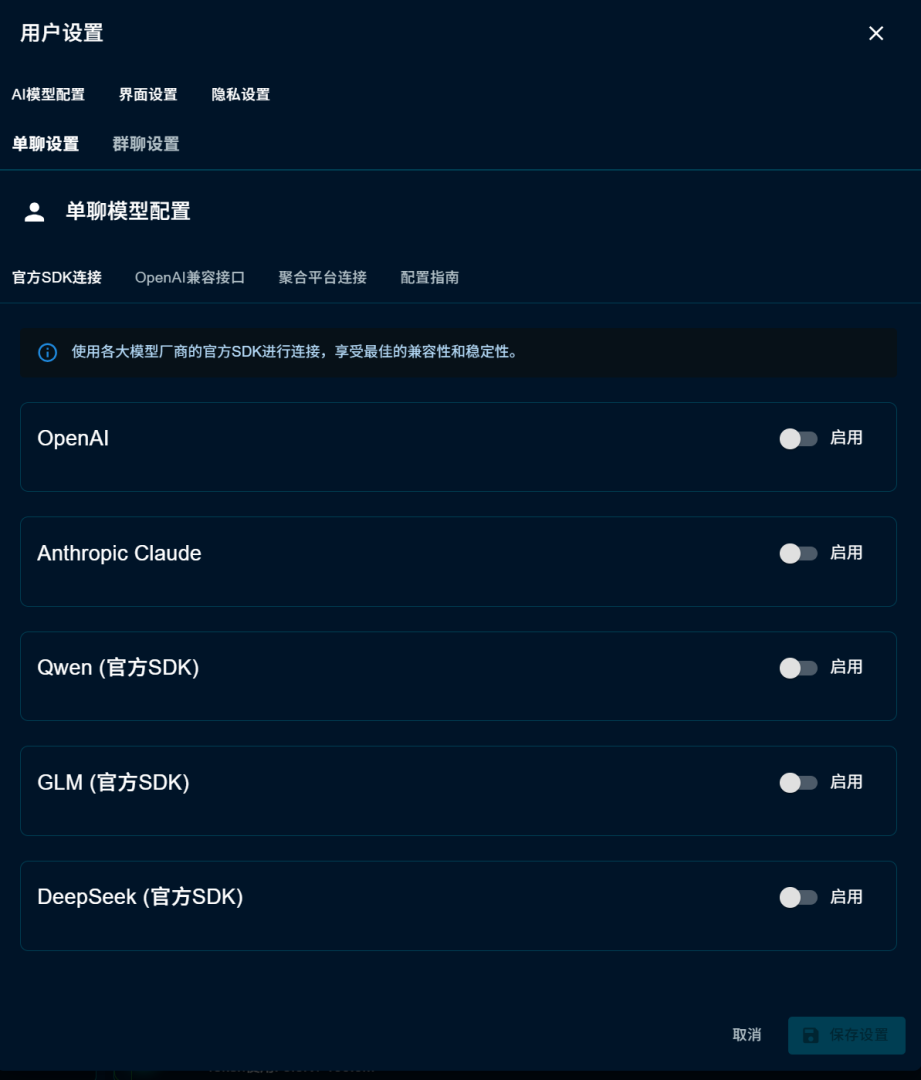 用户设置
AI模型配置 界面设置 隐私设置
单聊设置 群聊设置
单聊模型配置
官方SDK连接 OpenAI兼容接口 聚合平台连接 配置指南
使用各大模型厂商的官方SDK进行连接，享受最佳的兼容性和稳定性。
OpenAI 启用
Anthropic Claude 启用
Qwen (官方SDK) 启用
GLM (官方SDK) 启用
DeepSeek (官方SDK) 启用
取消 保存设置